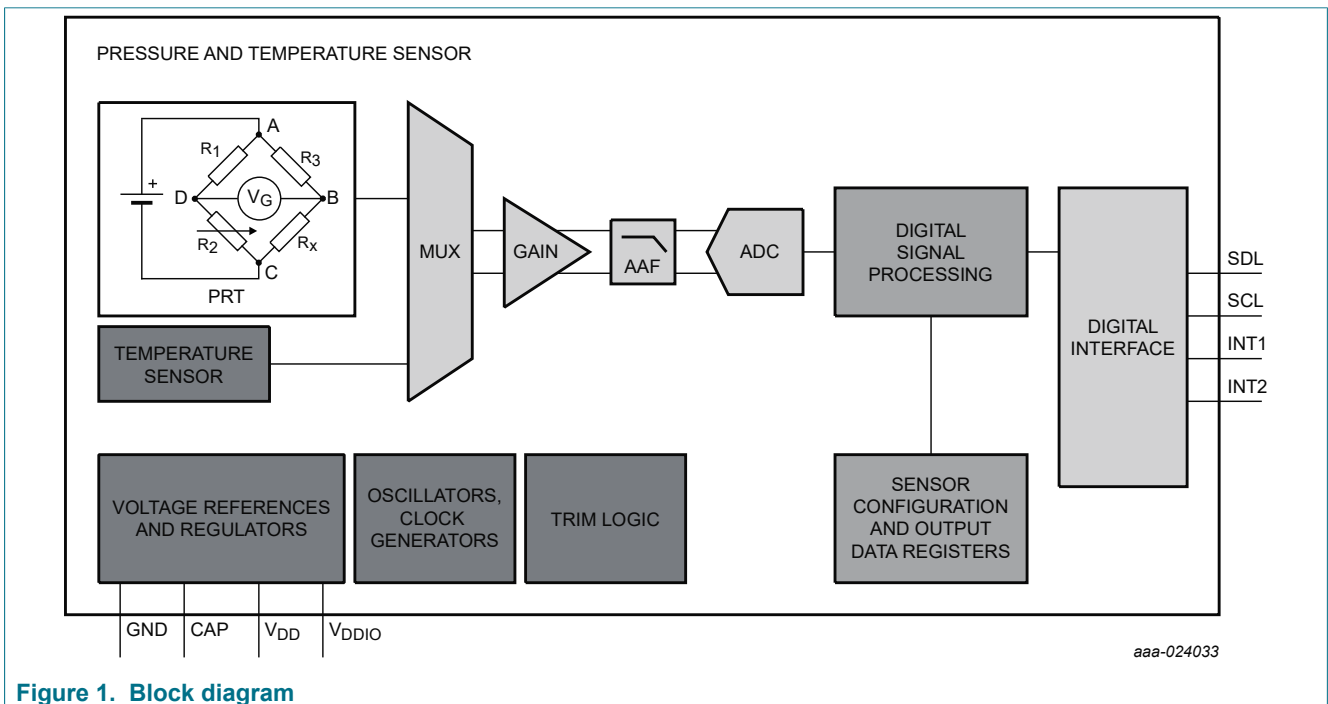 PRESSURE AND TEMPERATURE SENSOR
A
R1
R3
+
D
VG
B
R2
Rx
C
PRT
TEMPERATURE
SENSOR
MUX
GAIN
AAF
ADC
DIGITAL
SIGNAL
PROCESSING
DIGITAL
INTERFACE
SDL
SCL
INT1
INT2
VOLTAGE REFERENCES
AND REGULATORS
OSCILLATORS,
CLOCK
GENERATORS
TRIM LOGIC
SENSOR
CONFIGURATION
AND OUTPUT
DATA REGISTERS
GND
CAP
VDD
VDDIO
aaa-024033
Figure 1. Block diagram